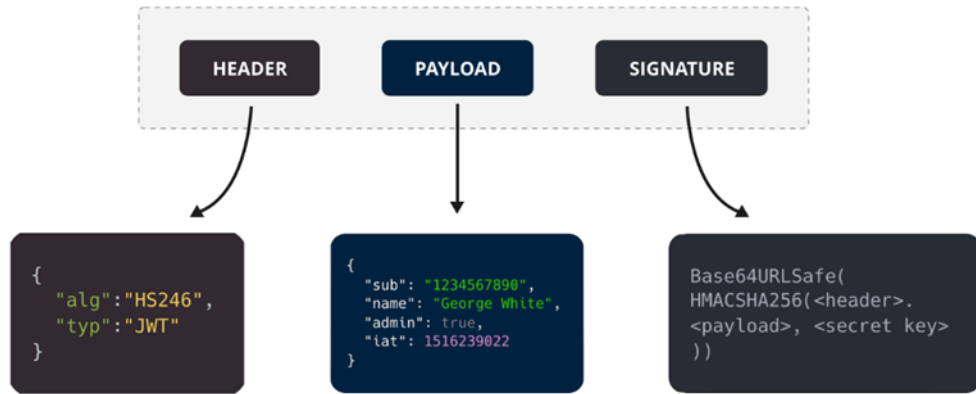 HEADER
PAYLOAD
SIGNATURE
{
"alg":"HS246",
"typ":"JWT"
}
{
"sub": "1234567890",
"name": "George White",
"admin": true,
"iat": 1516239022
}
Base64URLSafe(
HMACSHA256(<header>.
<payload>, <secret key>
))